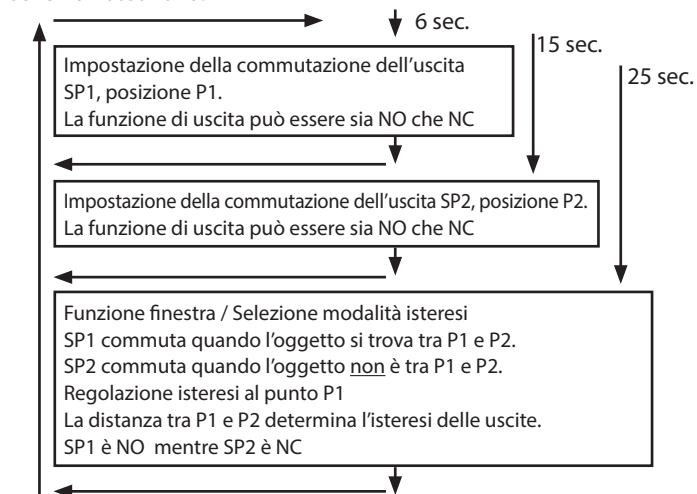 6 sec.
15 sec.
25 sec.
Impostazione della commutazione dell'uscita
SP1, posizione P1.
La funzione di uscita può essere sia NO che NC
Impostazione della commutazione dell'uscita SP2, posizione P2.
La funzione di uscita può essere sia NO che NC
Funzione finestra / Selezione modalità isteresi
SP1 commuta quando l'oggetto si trova tra P1 e P2.
SP2 commuta quando l'oggetto non è tra P1 e P2.
Regolazione isteresi al punto P1
La distanza tra P1 e P2 determina l'isteresi delle uscite.
SP1 è NO mentre SP2 è NC